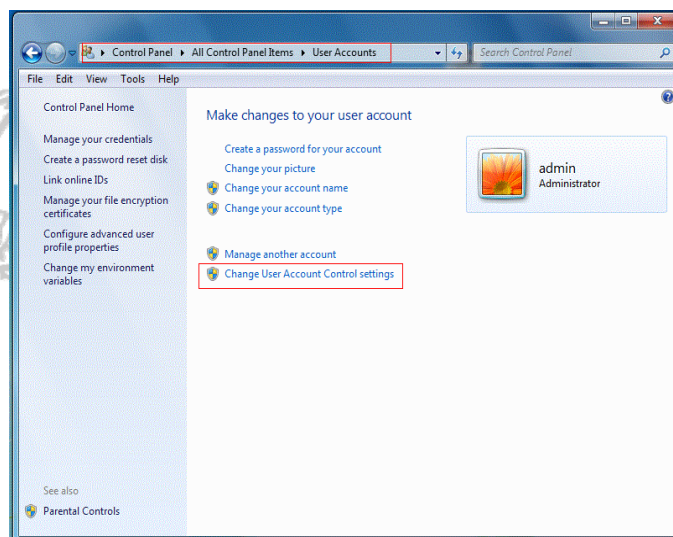 Control Panel All Control Panel Items User Accounts Search Control Panel
File Edit View Tools Help
Control Panel Home
Manage your credentials
Create a password reset disk
Link online IDs
Manage your file encryption
certificates
Configure advanced user
profile properties
Change my environment
variables
See also
Parental Controls
Make changes to your user account
Create a password for your account
Change your picture
Change your account name
Change your account type
Manage another account
Change User Account Control settings
admin
Administrator